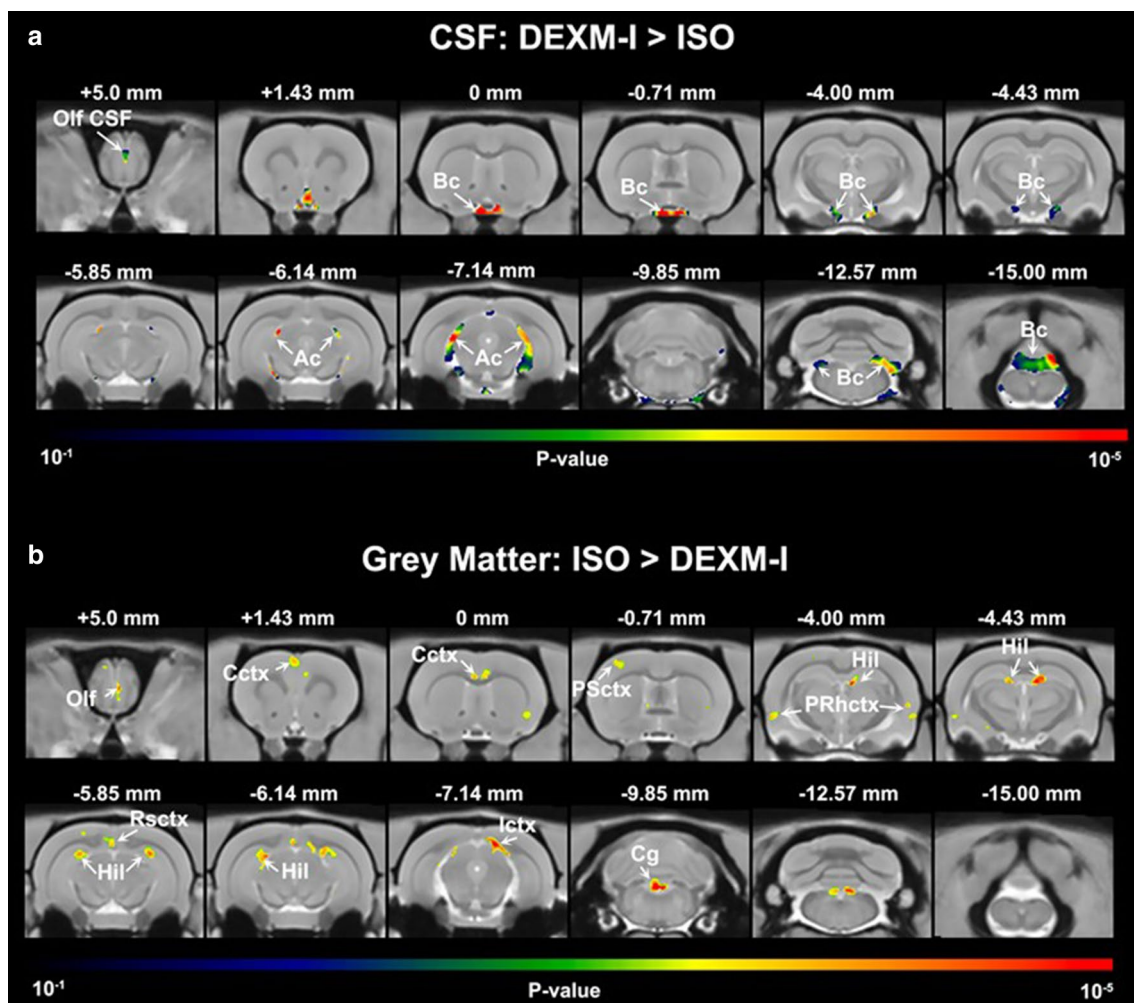 a
CSF: DEXM-I > ISO
+5.0 mm +1.43 mm 0 mm -0.71 mm -4.00 mm -4.43 mm
Olf CSF
Bc Bc Bc Bc
-5.85 mm -6.14 mm -7.14 mm -9.85 mm -12.57 mm -15.00 mm
Ac Ac Bc Bc
10-1 P-value 10-5
b
Grey Matter: ISO > DEXM-I
+5.0 mm +1.43 mm 0 mm -0.71 mm -4.00 mm -4.43 mm
Olf Cctx Cctx PSctx Hil PRhctx Hil
-5.85 mm -6.14 mm -7.14 mm -9.85 mm -12.57 mm -15.00 mm
Rsctx Hil Hil Ictx Cg
10-1 P-value 10-5